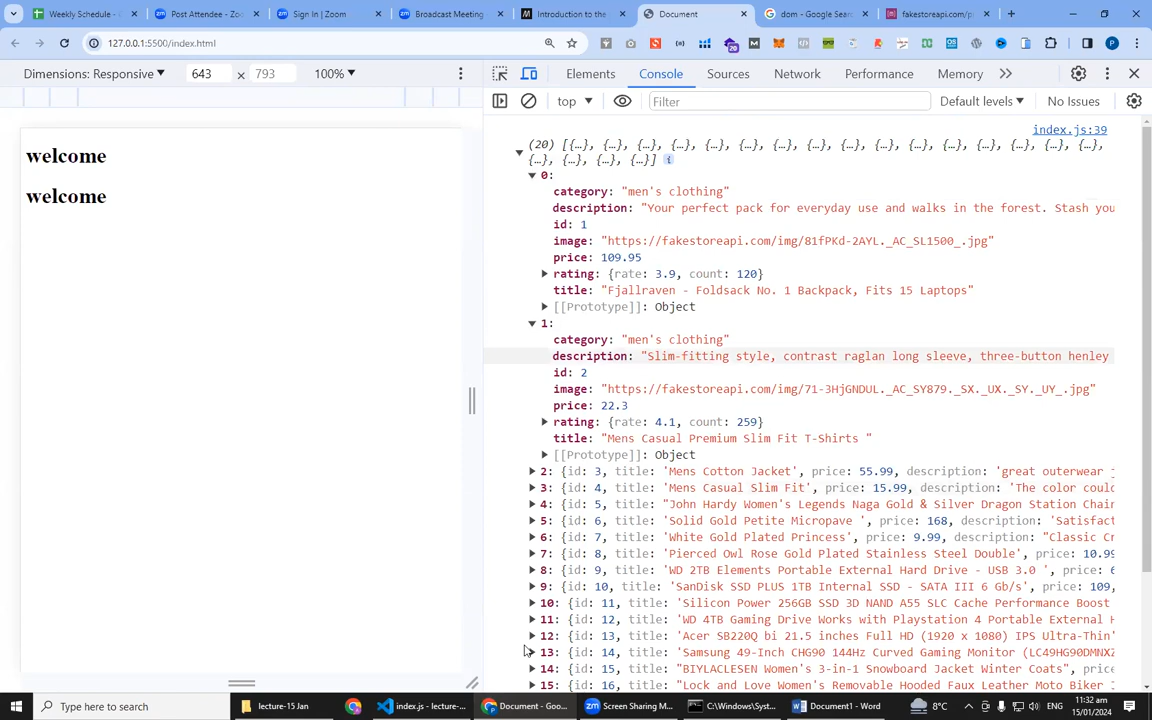 List of Participan
Post Attendee - Zo
Sign In | Zoom
Broadcast Meeting
Students
Document
dom - Google Sear
fakestoreapi.com/
127.0.0.1:5500/index.html
Dimensions: Responsive 643 x 793 100%
Elements Console Sources Network Performance Memory
top Filter Default levels No Issues
index.js:39
welcome
welcome
(20) [{…}, {…}, {…}, {…}, {…}, {…}, {…}, {…}, {…}, {…}, {…}, {…}, {…}, {…}, {…}, {…},
{…}, {…}, {…}, {…}] i
0:
category: "men's clothing"
description: "Your perfect pack for everyday use and walks in the forest. Stash you
id: 1
image: "https://fakestoreapi.com/img/81fPKd-2AYL._AC_SL1500_.jpg"
price: 109.95
rating: {rate: 3.9, count: 120}
title: "Fjallraven - Foldsack No. 1 Backpack, Fits 15 Laptops"
[[Prototype]]: Object
1:
category: "men's clothing"
description: "Slim-fitting style, contrast raglan long sleeve, three-button henley
id: 2
image: "https://fakestoreapi.com/img/71-3HjGNDUL._AC_SY879._SX._UX._SY._UY_.jpg"
price: 22.3
rating: {rate: 4.1, count: 259}
title: "Mens Casual Premium Slim Fit T-Shirts "
[[Prototype]]: Object
2: {id: 3, title: 'Mens Cotton Jacket', price: 55.99, description: 'great outerwear j
3: {id: 4, title: 'Mens Casual Slim Fit', price: 15.99, description: 'The color could
4: {id: 5, title: "John Hardy Women's Legends Naga Gold & Silver Dragon Station Chain
5: {id: 6, title: 'Solid Gold Petite Micropave ', price: 168, description: 'Satisfact
6: {id: 7, title: 'White Gold Plated Princess', price: 9.99, description: "Classic Cr
7: {id: 8, title: 'Pierced Owl Rose Gold Plated Stainless Steel Double', price: 10.99
8: {id: 9, title: 'WD 2TB Elements Portable External Hard Drive - USB 3.0 ', price: 6
9: {id: 10, title: 'SanDisk SSD PLUS 1TB Internal SSD - SATA III 6 Gb/s', price: 109,
10: {id: 11, title: 'Silicon Power 256GB SSD 3D NAND A55 SLC Cache Performance Boost
11: {id: 12, title: 'WD 4TB Gaming Drive Works with Playstation 4 Portable External H
12: {id: 13, title: 'Acer SB220Q bi 21.5 inches Full HD (1920 x 1080) IPS Ultra-Thin'
13: {id: 14, title: 'Samsung 49-Inch CHG90 144Hz Curved Gaming Monitor (LC49HG90DMNXZ
14: {id: 15, title: "BIYLACLESEN Women's 3-in-1 Snowboard Jacket Winter Coats", price
15: {id: 16, title: "Lock and Love Women's Removable Hooded Faux Leather Moto Biker J
Type here to search
lecture-15 Jan
index.js - lecture-...
Document - Goo...
Screen Sharing M...
C:\Windows\Syst...
Document1 - Word
8°C
11:32 am
15/01/2024